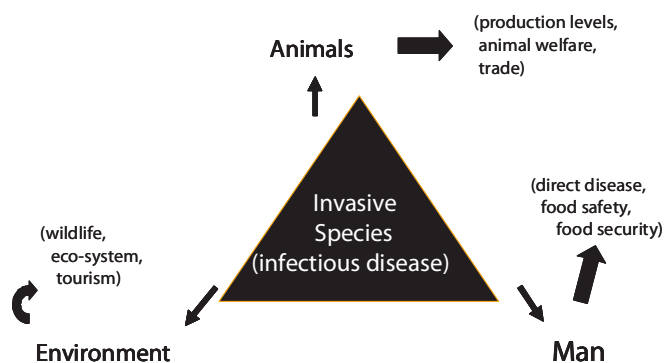 Animals
(production levels,
animal welfare,
trade)
Invasive
Species
(infectious disease)
(direct disease,
food safety,
food security)
(wildlife,
eco-system,
tourism)
Environment
Man